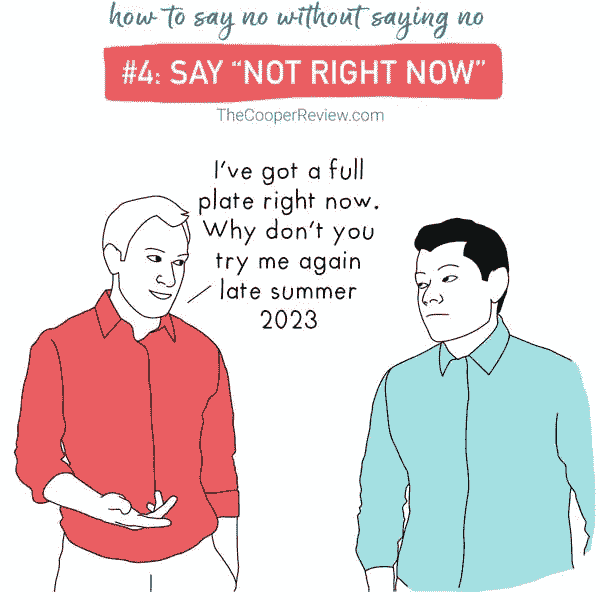 how to say no without saying no
#4: SAY “NOT RIGHT NOW”
TheCooperReview.com
I've got a full
plate right now.
Why don't you
try me again
late summer
2023